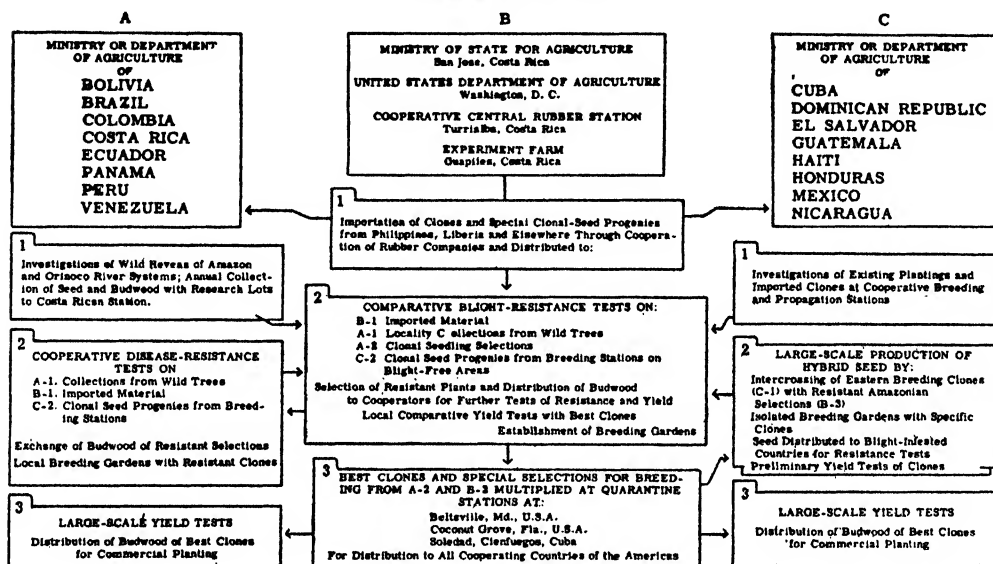 A
MINISTRY OR DEPARTMENT
OF AGRICULTURE
OF
BOLIVIA
BRAZIL
COLOMBIA
COSTA RICA
ECUADOR
PANAMA
PERU
VENEZUELA
1
Investigations of Wild Heveas of Amazon
and Orinoco River Systems; Annual Collec-
tion of Seed and Budwood with Research Lots
to Costa Rican Station.
2
COOPERATIVE DISEASE-RESISTANCE
TESTS ON
A-1. Collections from Wild Trees
B-1. Imported Material
C-2. Clonal Seed Progenies from Breed-
ing Stations
Exchange of Budwood of Resistant Selections
Local Breeding Gardens with Resistant Clones
3
LARGE-SCALE YIELD TESTS
Distribution of Budwood of Best Clones
for Commercial Planting
B
MINISTRY OF STATE FOR AGRICULTURE
San Jose, Costa Rica
UNITED STATES DEPARTMENT OF AGRICULTURE
Washington, D. C.
COOPERATIVE CENTRAL RUBBER STATION
Turrialba, Costa Rica
EXPERIMENT FARM
Guapiles, Costa Rica
1
Importation of Clones and Special Clonal-Seed Progenies
from Philippines, Liberia and Elsewhere Through Coopera-
tion of Rubber Companies and Distributed to:
2
COMPARATIVE BLIGHT-RESISTANCE TESTS ON:
B-1 Imported Material
A-1 Locality Collections from Wild Trees
A-2 Clonal Seedling Selections
C-2 Clonal Seed Progenies from Breeding Stations on
Blight-Free Areas
Selection of Resistant Plants and Distribution of Budwood
to Cooperators for Further Tests of Resistance and Yield
Local Comparative Yield Tests with Best Clones
Establishment of Breeding Gardens
3
BEST CLONES AND SPECIAL SELECTIONS FOR BREED-
ING FROM A-2 AND B-2 MULTIPLIED AT QUARANTINE
STATIONS AT:
Beltsville, Md., U.S.A.
Coconut Grove, Fla., U.S.A.
Soledad, Cienfuegos, Cuba
For Distribution to All Cooperating Countries of the Americas
C
MINISTRY OR DEPARTMENT
OF AGRICULTURE
OF
CUBA
DOMINICAN REPUBLIC
EL SALVADOR
GUATEMALA
HAITI
HONDURAS
MEXICO
NICARAGUA
1
Investigations of Existing Plantings and
Imported Clones at Cooperative Breeding
and Propagation Stations
2
LARGE-SCALE PRODUCTION OF
HYBRID SEED BY:
Intercrossing of Eastern Breeding Clones
(C-1) with Resistant Amazonian
Selections (B-3)
Isolated Breeding Gardens with Specific
Clones
Seed Distributed to Blight-Infested
Countries for Resistance Tests
Preliminary Yield Tests of Clones
3
LARGE-SCALE YIELD TESTS
Distribution of Budwood of Best Clones
for Commercial Planting